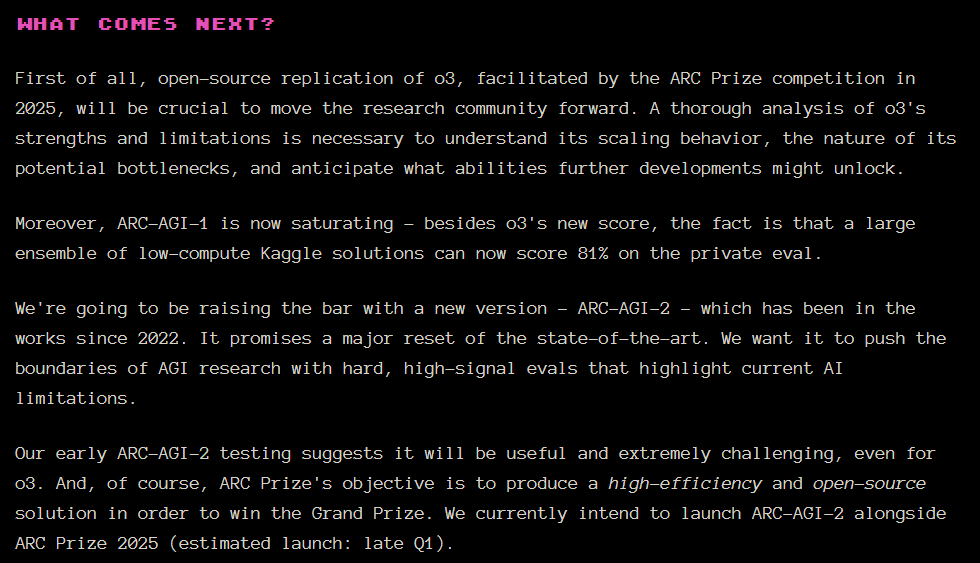 WHAT COMES NEXT?
First of all, open-source replication of o3, facilitated by the ARC Prize competition in
2025, will be crucial to move the research community forward. A thorough analysis of o3's
strengths and limitations is necessary to understand its scaling behavior, the nature of its
potential bottlenecks, and anticipate what abilities further developments might unlock.
Moreover, ARC-AGI-1 is now saturating – besides o3's new score, the fact is that a large
ensemble of low-compute Kaggle solutions can now score 81% on the private eval.
We're going to be raising the bar with a new version – ARC-AGI-2 – which has been in the
works since 2022. It promises a major reset of the state-of-the-art. We want it to push the
boundaries of AGI research with hard, high-signal evals that highlight current AI
limitations.
Our early ARC-AGI-2 testing suggests it will be useful and extremely challenging, even for
o3. And, of course, ARC Prize's objective is to produce a high-efficiency and open-source
solution in order to win the Grand Prize. We currently intend to launch ARC-AGI-2 alongside
ARC Prize 2025 (estimated launch: late Q1).